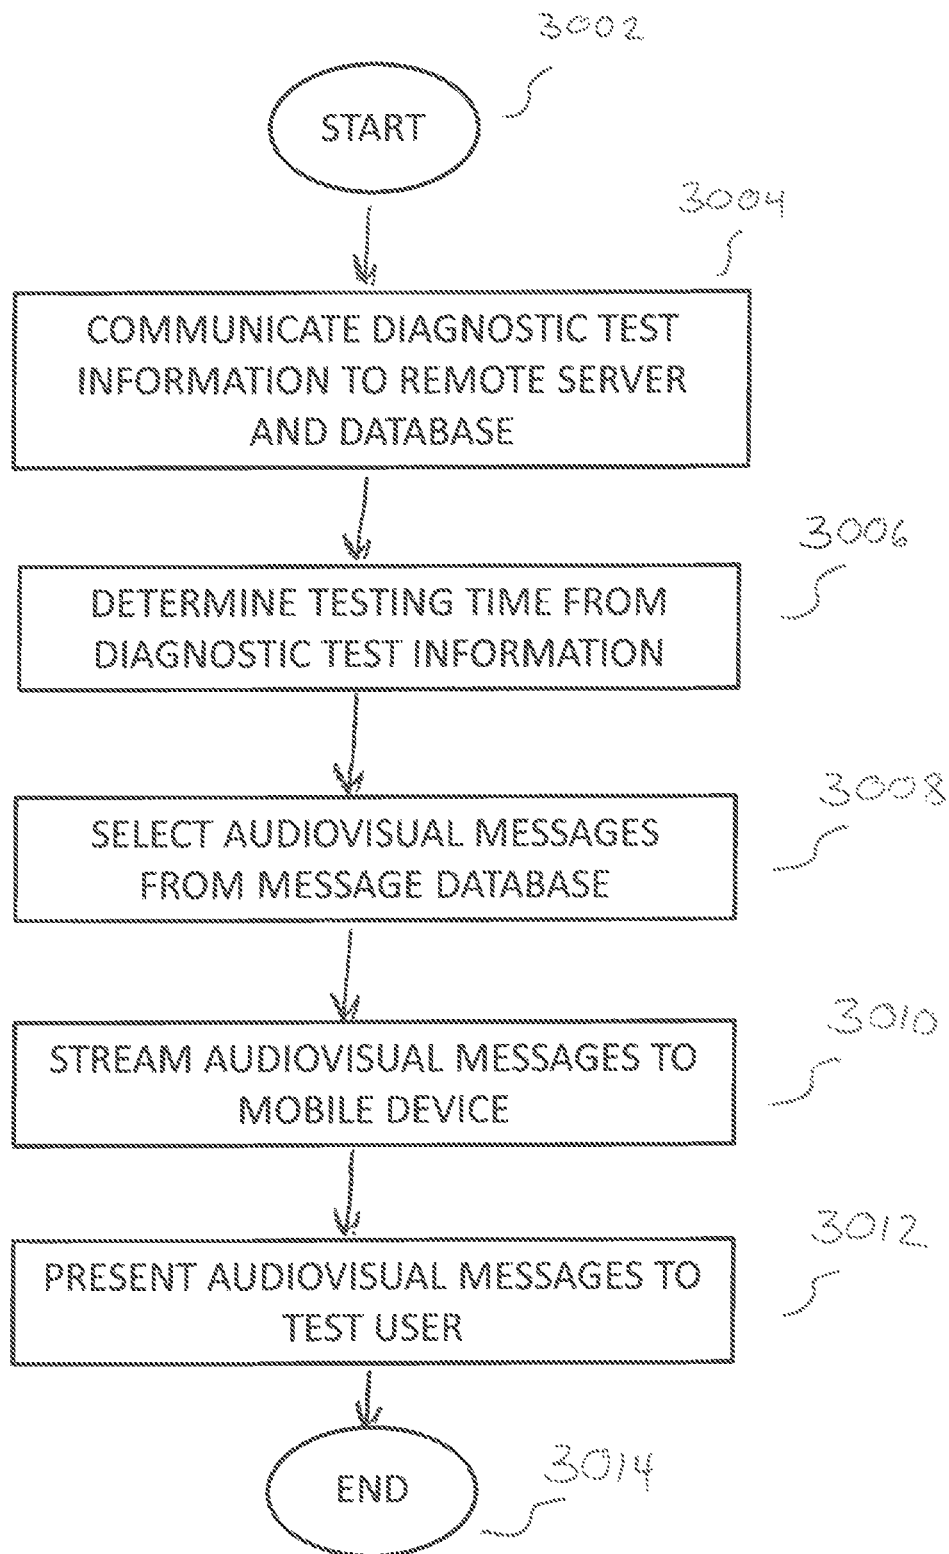 3002
START
3004
COMMUNICATE DIAGNOSTIC TEST
INFORMATION TO REMOTE SERVER
AND DATABASE
3006
DETERMINE TESTING TIME FROM
DIAGNOSTIC TEST INFORMATION
3008
SELECT AUDIOVISUAL MESSAGES
FROM MESSAGE DATABASE
3010
STREAM AUDIOVISUAL MESSAGES TO
MOBILE DEVICE
3012
PRESENT AUDIOVISUAL MESSAGES TO
TEST USER
END
3014